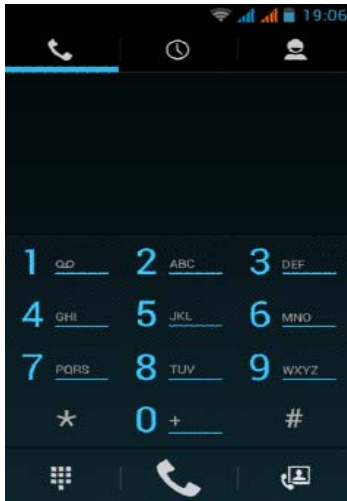 19:06
1 2 ABC 3 DEF
4 GHI 5 JKL 6 MNO
7 PQRS 8 TUV 9 WXYZ
* 0 + #